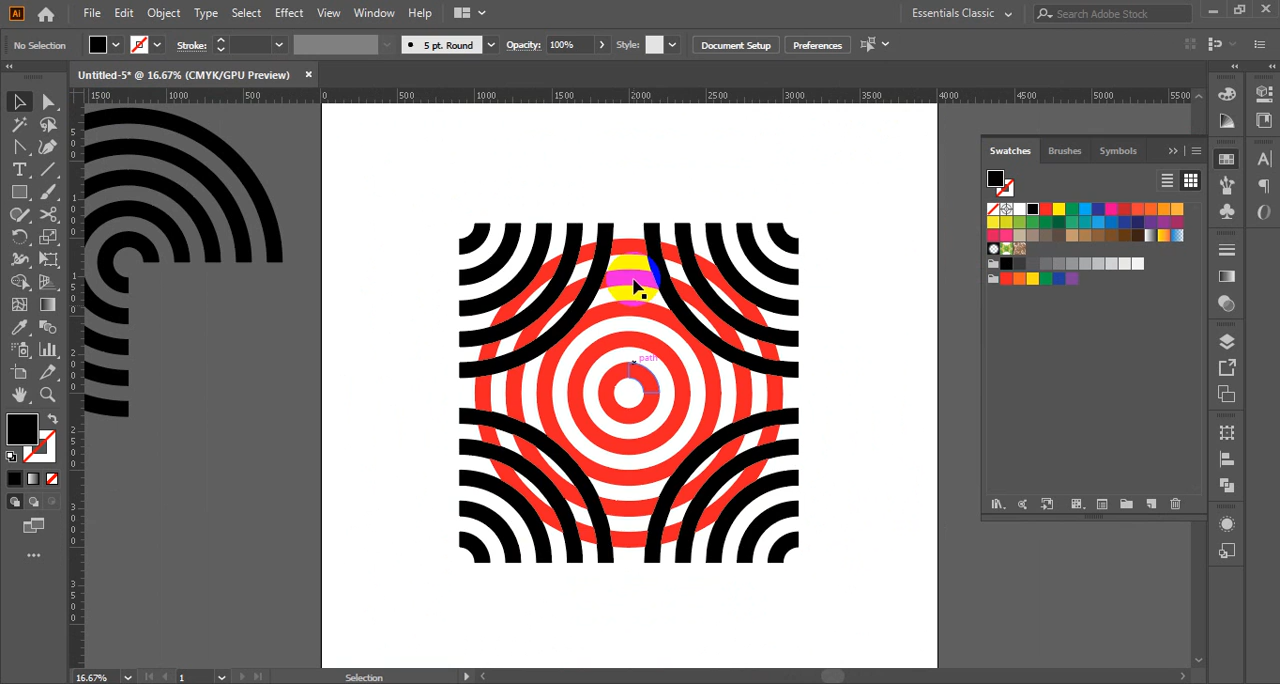 Ai File Edit Object Type Select Effect View Window Help Essentials Classic Search Adobe Stock
No Selection Stroke: 5 pt. Round Opacity: 100% Style: Document Setup Preferences
Untitled-5* @ 16.67% (CMYK/GPU Preview)
1500 1000 500 0 500 1000 1500 2000 2500 3000 3500 4000 4500 5000 5500
Swatches Brushes Symbols
path
16.67% 1 Selection